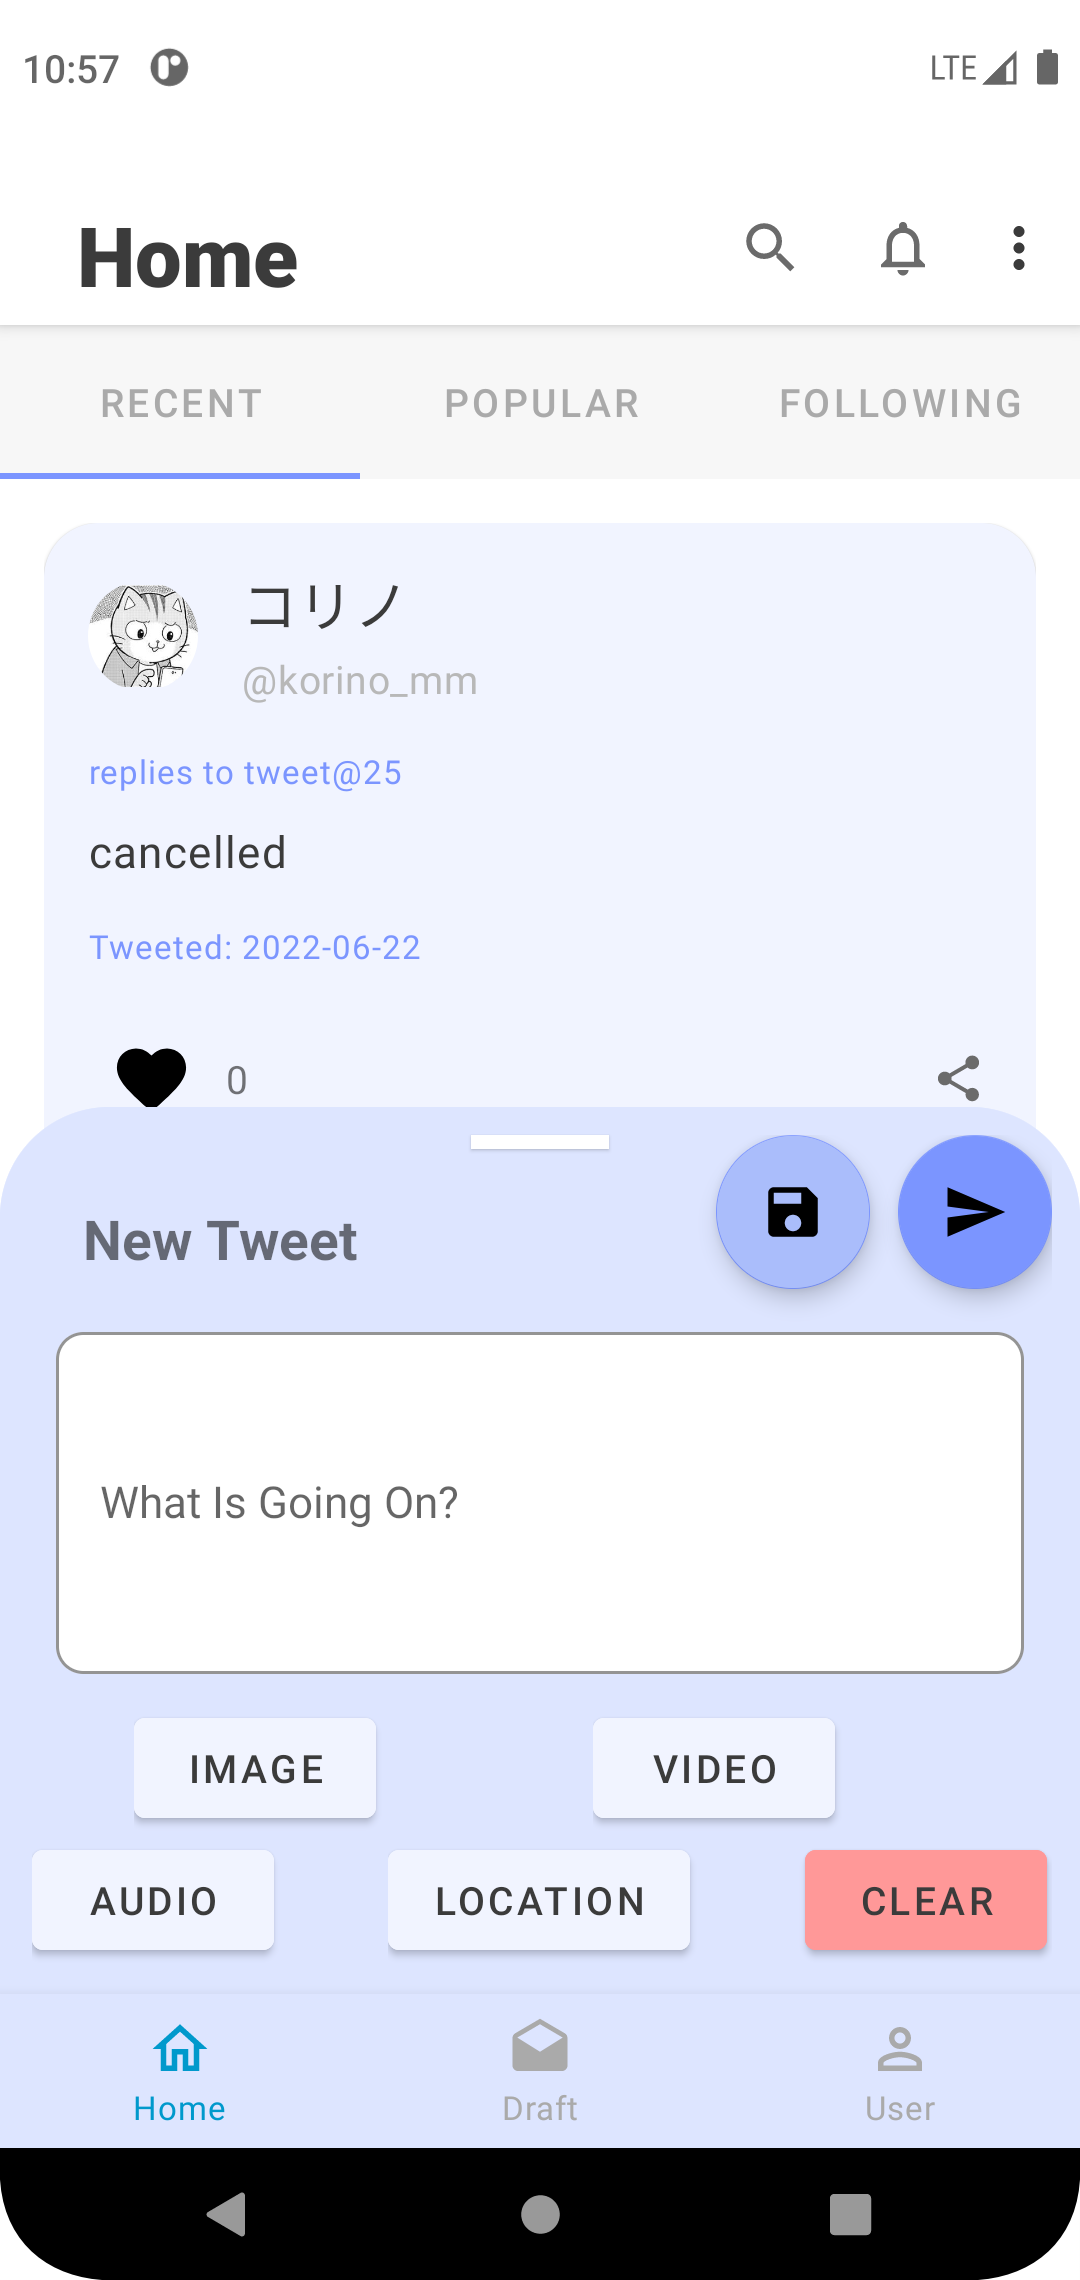 10:57
LTE
Home
RECENT POPULAR FOLLOWING
コリノ
@korino_mm
replies to tweet@25
cancelled
Tweeted: 2022-06-22
0
New Tweet
What Is Going On?
IMAGE VIDEO
AUDIO LOCATION CLEAR
Home Draft User